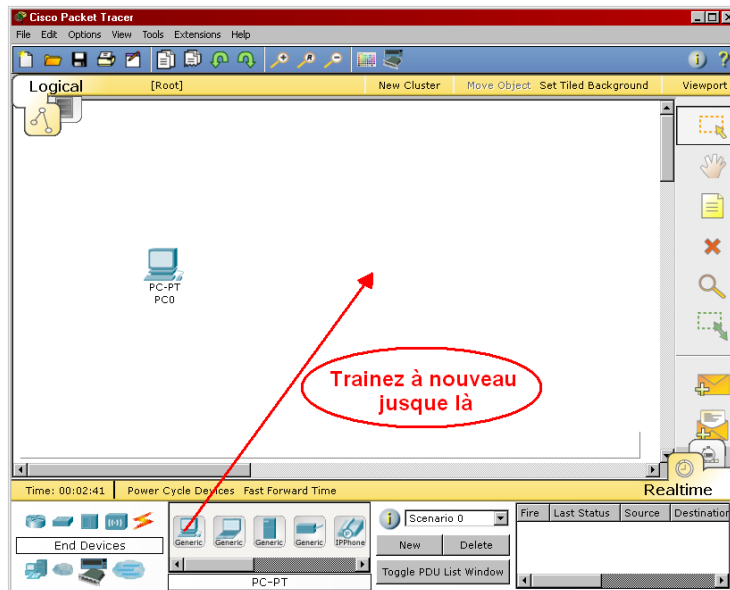 Cisco Packet Tracer
File Edit Options View Tools Extensions Help
Logical [Root] New Cluster Move Object Set Tiled Background Viewport
PC-PT
PC0
Trainez à nouveau
jusque là
Time: 00:02:41 Power Cycle Devices Fast Forward Time Realtime
End Devices
Generic Generic Generic Generic IPPhone
PC-PT
Scenario 0
New Delete
Toggle PDU List Window
Fire Last Status Source Destination